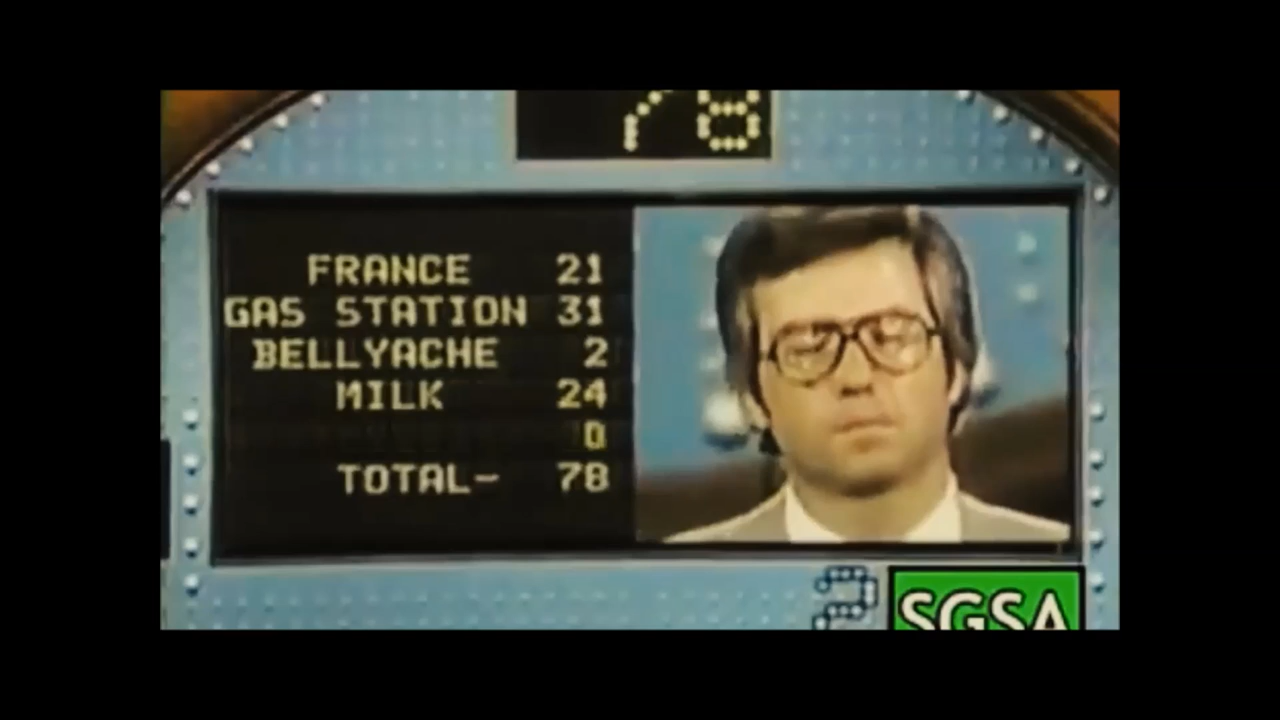 78
FRANCE 21
GAS STATION 31
BELLYACHE 2
MILK 24
0
TOTAL- 78
2
SGSA